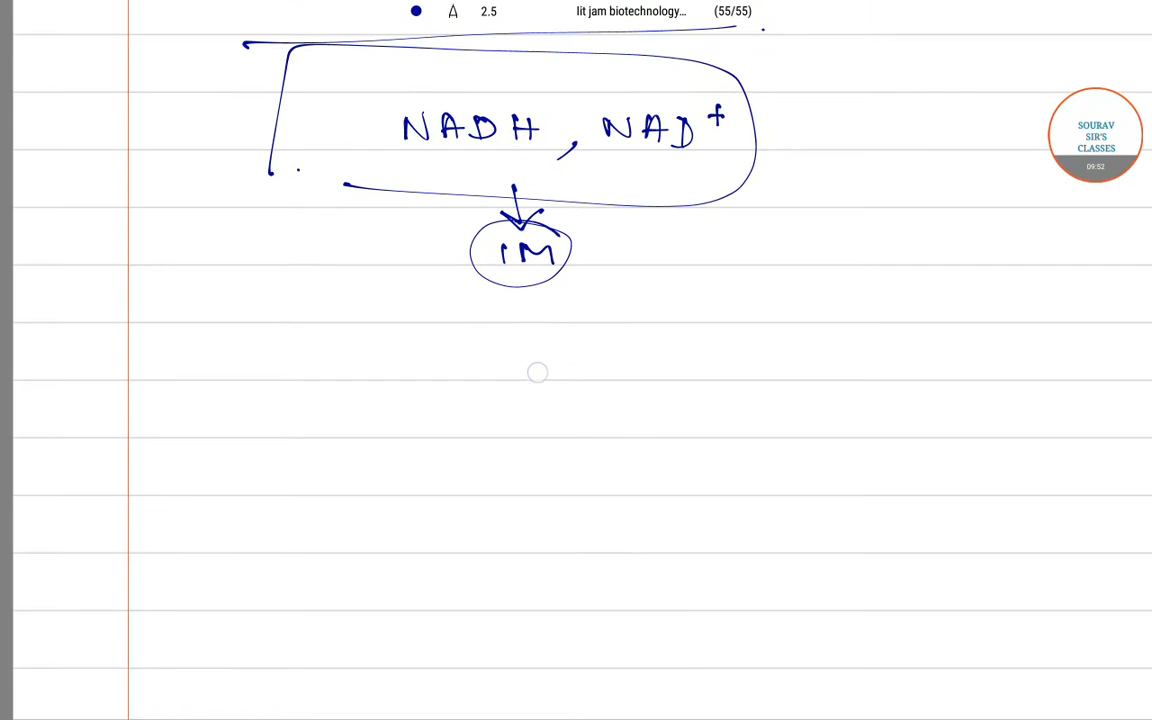 A 2.5 Iit jam biotechnology... (55/55)
NADH, NAD+
IM
SOURAV
SIR'S
CLASSES
09:52